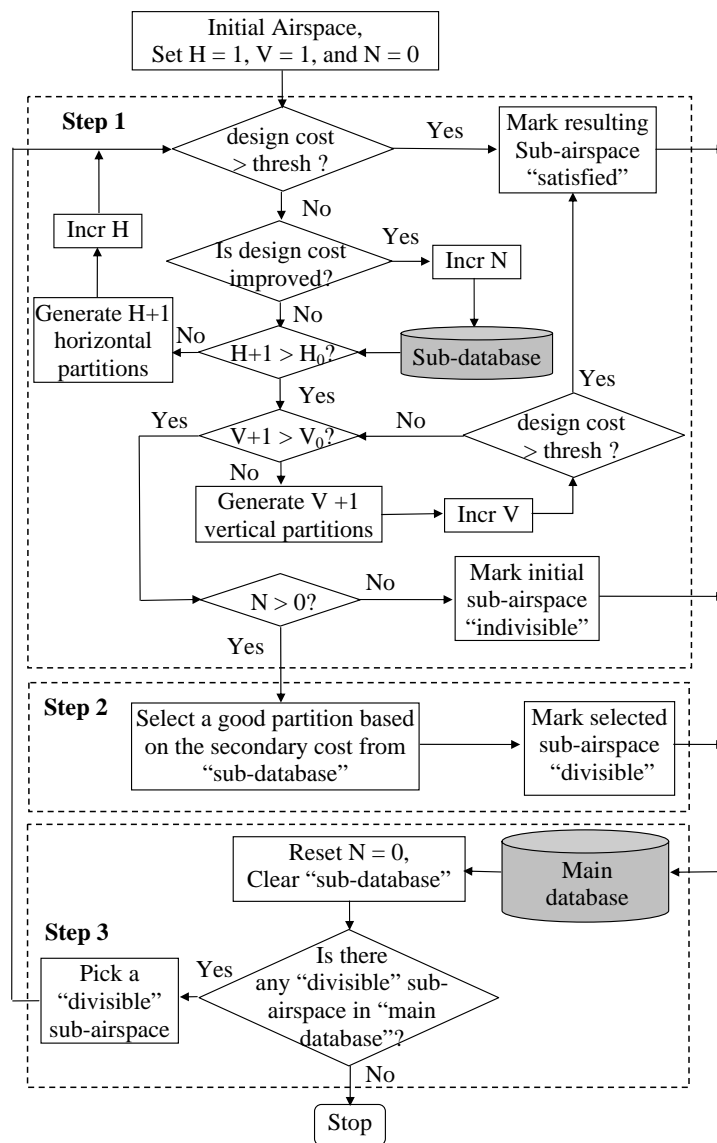 Initial Airspace,
Set H = 1, V = 1, and N = 0
Step 1
design cost
> thresh ?
Yes
Mark resulting
Sub-airspace
“satisfied”
No
Incr H
Is design cost
improved?
Yes
Incr N
No
Generate H+1
horizontal
partitions
No
H+1 > H₀?
Sub-database
Yes
Yes
Yes
V+1 > V₀?
No
design cost
> thresh ?
No
Generate V +1
vertical partitions
Incr V
N > 0?
No
Mark initial
sub-airspace
“indivisible”
Yes
Step 2
Select a good partition based
on the secondary cost from
“sub-database”
Mark selected
sub-airspace
“divisible”
Reset N = 0,
Clear “sub-database”
Main
database
Step 3
Is there
any “divisible” sub-
airspace in “main
database”?
Yes
Pick a
“divisible”
sub-airspace
No
Stop